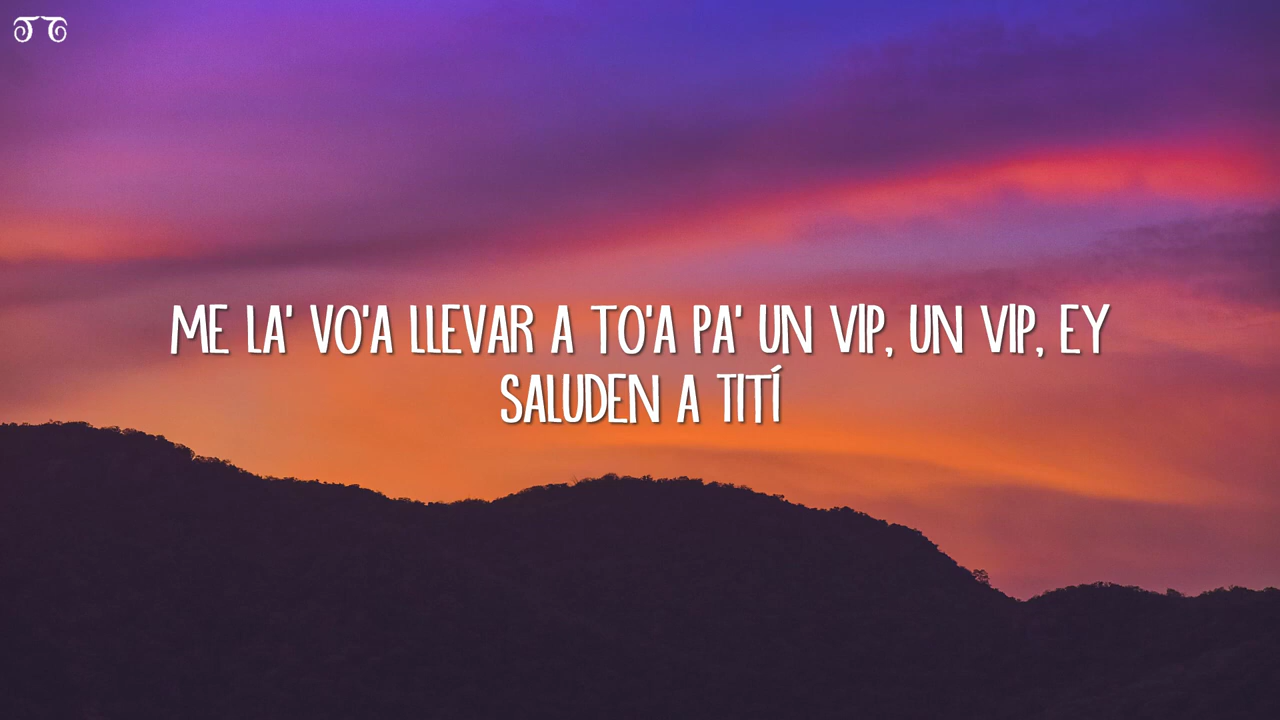 ME LA' VO'A LLEVAR A TO'A PA' UN VIP, UN VIP, EY
SALUDEN A TITÍ